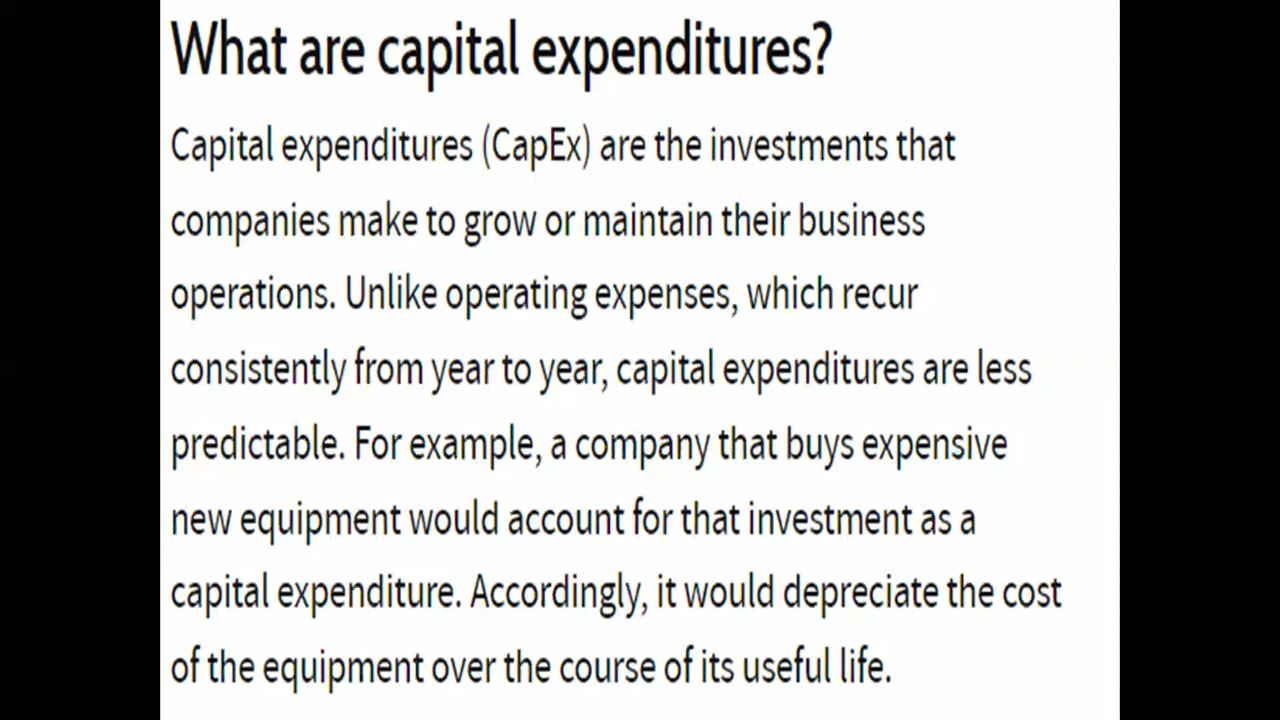 What are capital expenditures?
Capital expenditures (CapEx) are the investments that
companies make to grow or maintain their business
operations. Unlike operating expenses, which recur
consistently from year to year, capital expenditures are less
predictable. For example, a company that buys expensive
new equipment would account for that investment as a
capital expenditure. Accordingly, it would depreciate the cost
of the equipment over the course of its useful life.